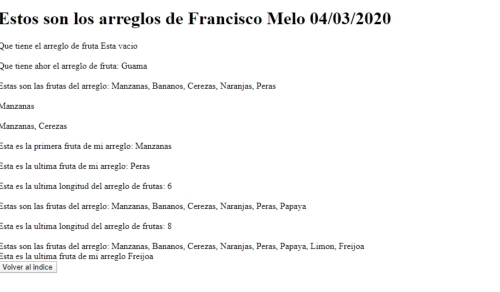 Estos son los arreglos de Francisco Melo 04/03/2020
Que tiene el arreglo de fruta Esta vacio
Que tiene ahor el arreglo de fruta: Guama
Estas son las frutas del arreglo: Manzanas, Bananos, Cerezas, Naranjas, Peras
Manzanas
Manzanas, Cerezas
Esta es la primera fruta de mi arreglo: Manzanas
Esta es la ultima fruta de mi arreglo: Peras
Esta es la ultima longitud del arreglo de frutas: 6
Estas son las frutas del arreglo: Manzanas, Bananos, Cerezas, Naranjas, Peras, Papaya
Esta es la ultima longitud del arreglo de frutas: 8
Estas son las frutas del arreglo: Manzanas, Bananos, Cerezas, Naranjas, Peras, Papaya, Limon, Freijoa
Esta es la ultima fruta de mi arreglo Freijoa
Volver al indice